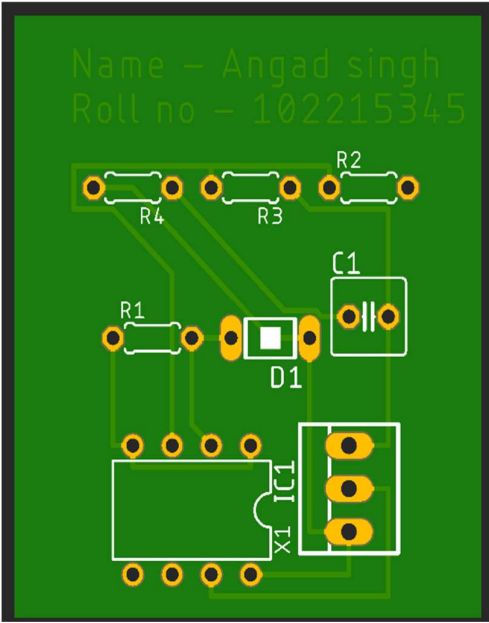 Name - Angad singh
Roll no - 102215345
R2
R4
R3
C1
R1
D1
IC1
X1